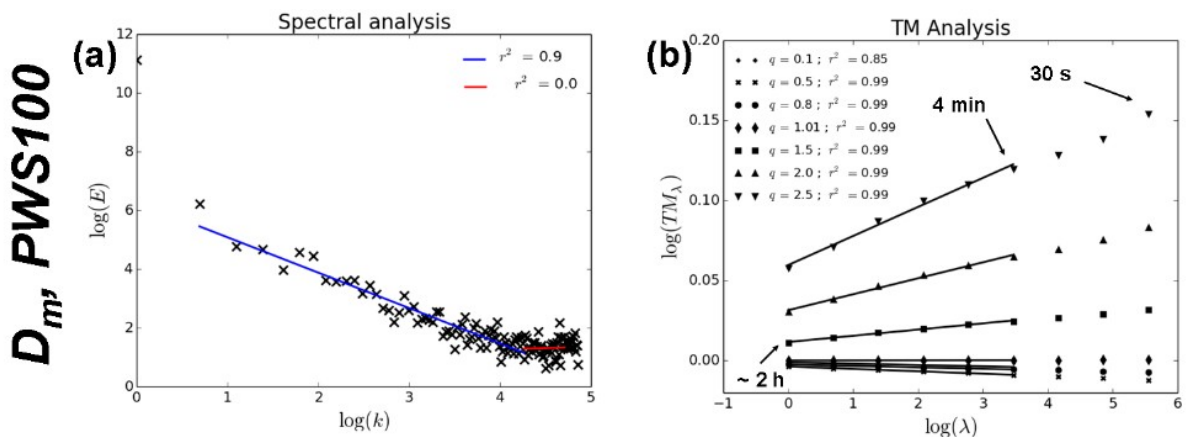 D_m, PWS100
(a)
Spectral analysis
r² = 0.9
r² = 0.0
12
10
8
6
4
2
0
log(E)
0 1 2 3 4 5
log(k)
(b)
TM Analysis
q = 0.1 ; r² = 0.85
q = 0.5 ; r² = 0.99
q = 0.8 ; r² = 0.99
q = 1.01 ; r² = 0.99
q = 1.5 ; r² = 0.99
q = 2.0 ; r² = 0.99
q = 2.5 ; r² = 0.99
30 s
4 min
~ 2 h
0.20
0.15
0.10
0.05
0.00
log(TM_λ)
-1 0 1 2 3 4 5 6
log(λ)